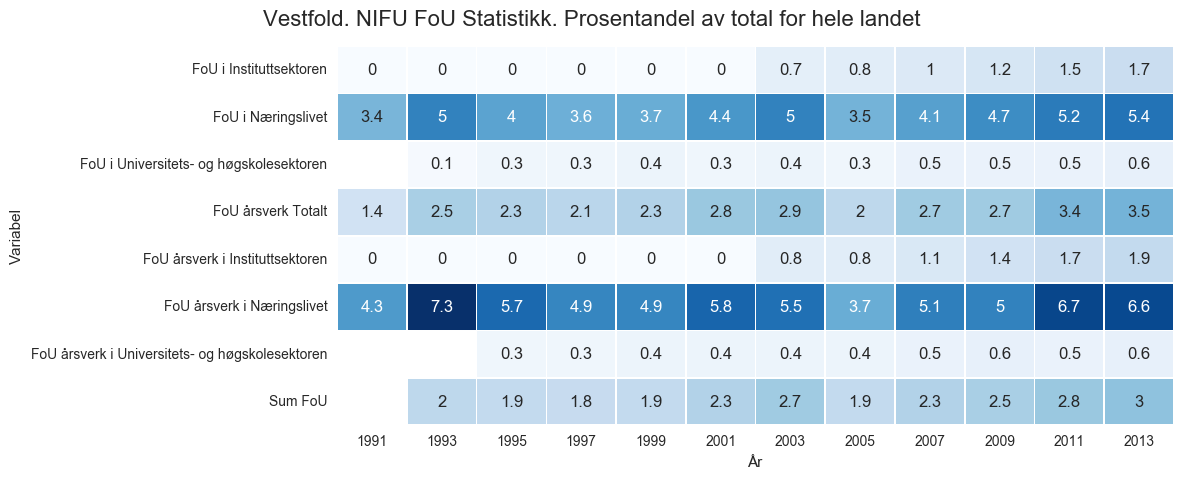 Vestfold. NIFU FoU Statistikk. Prosentandel av total for hele landet
Variabel
FoU i Instituttsektoren 0 0 0 0 0 0 0.7 0.8 1 1.2 1.5 1.7
FoU i Næringslivet 3.4 5 4 3.6 3.7 4.4 5 3.5 4.1 4.7 5.2 5.4
FoU i Universitets- og høgskolesektoren 0.1 0.3 0.3 0.4 0.3 0.4 0.3 0.5 0.5 0.5 0.6
FoU årsverk Totalt 1.4 2.5 2.3 2.1 2.3 2.8 2.9 2 2.7 2.7 3.4 3.5
FoU årsverk i Instituttsektoren 0 0 0 0 0 0 0.8 0.8 1.1 1.4 1.7 1.9
FoU årsverk i Næringslivet 4.3 7.3 5.7 4.9 4.9 5.8 5.5 3.7 5.1 5 6.7 6.6
FoU årsverk i Universitets- og høgskolesektoren 0.3 0.3 0.4 0.4 0.4 0.4 0.5 0.6 0.5 0.6
Sum FoU 2 1.9 1.8 1.9 2.3 2.7 1.9 2.3 2.5 2.8 3
1991 1993 1995 1997 1999 2001 2003 2005 2007 2009 2011 2013
År